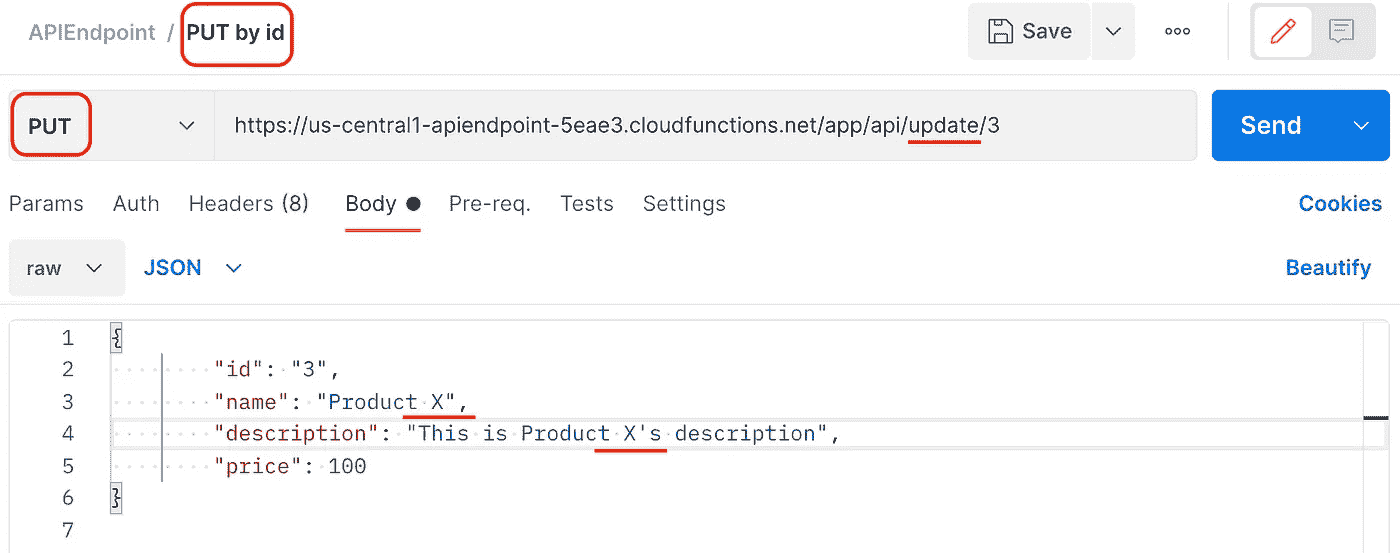 APIEndpoint / PUT by id
Save
PUT
https://us-central1-apiendpoint-5eae3.cloudfunctions.net/app/api/update/3
Send
Params Auth Headers (8) Body Pre-req. Tests Settings Cookies
raw JSON Beautify
1 {
2 "id": "3",
3 "name": "Product X",
4 "description": "This is Product X's description",
5 "price": 100
6 }
7